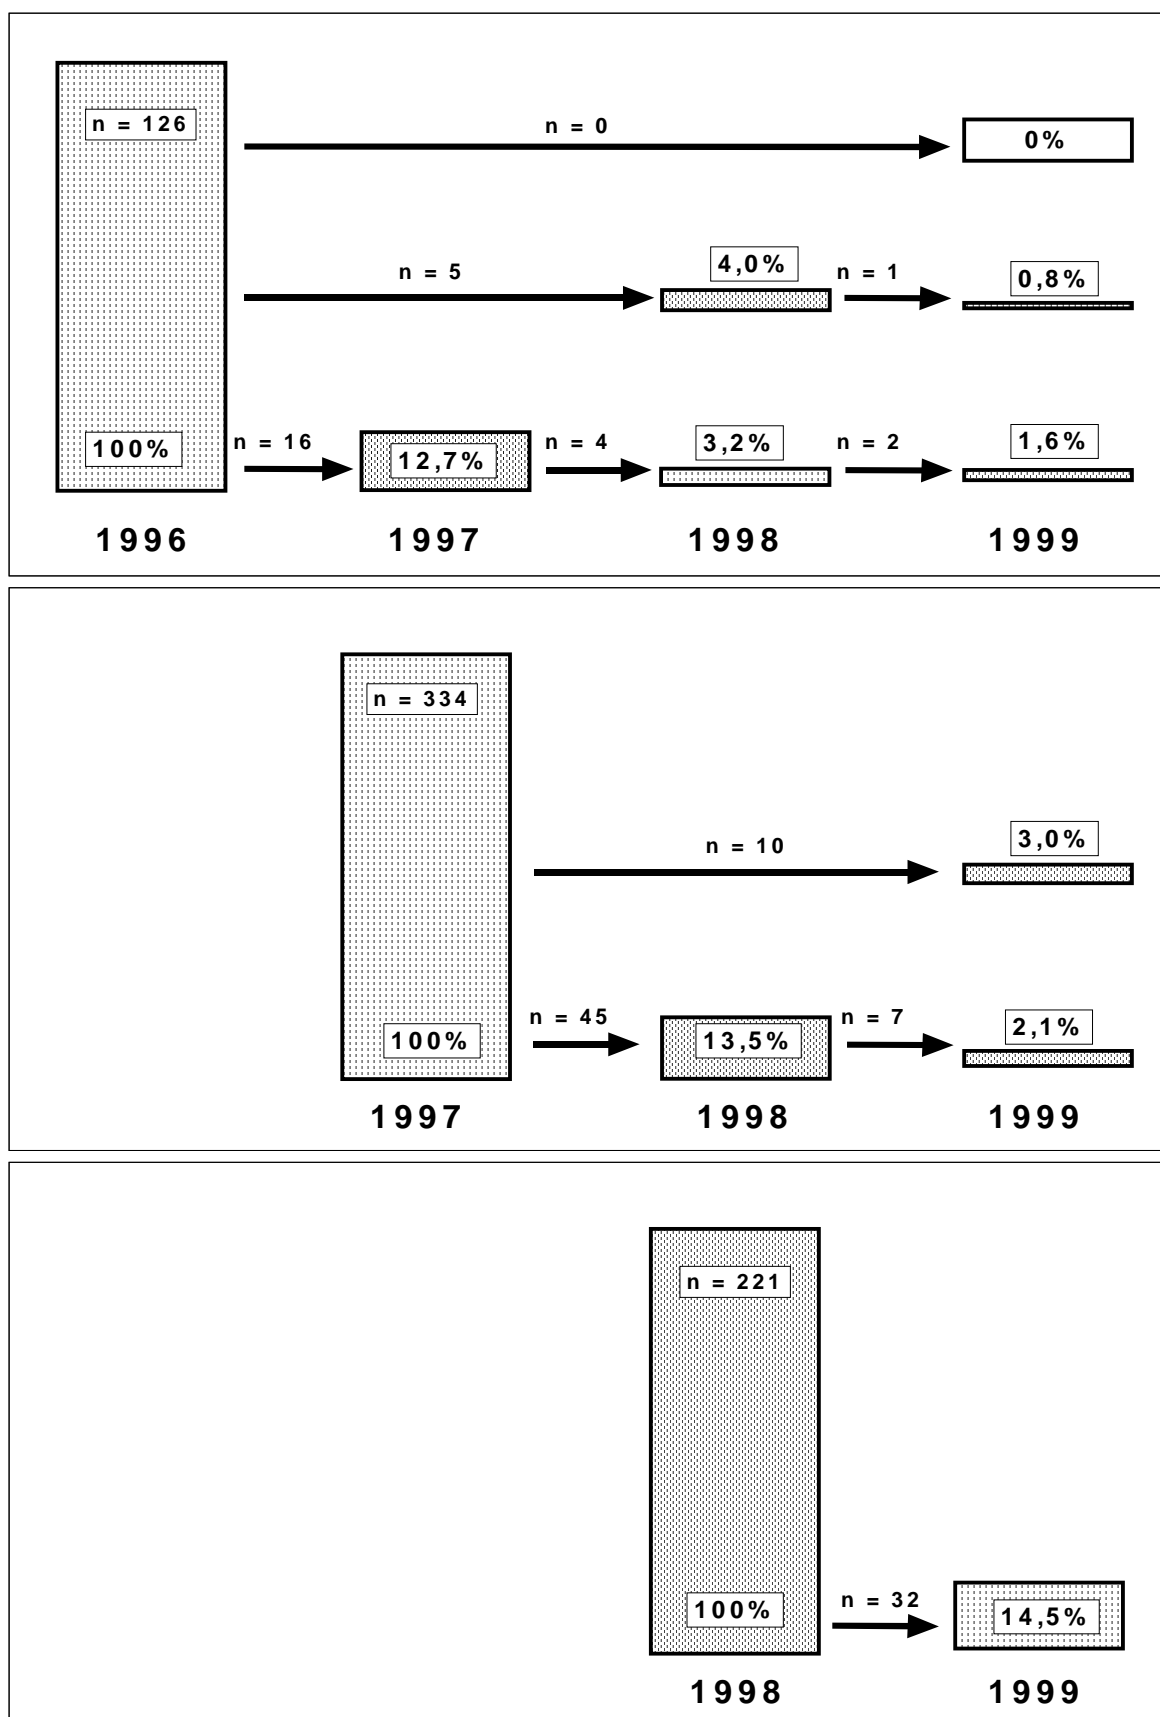 n = 126
n = 0
0%
n = 5
4,0%
n = 1
0,8%
100%
n = 16
12,7%
n = 4
3,2%
n = 2
1,6%
1996 1997 1998 1999
n = 334
n = 10
3,0%
100%
n = 45
13,5%
n = 7
2,1%
1997 1998 1999
n = 221
100%
n = 32
14,5%
1998 1999